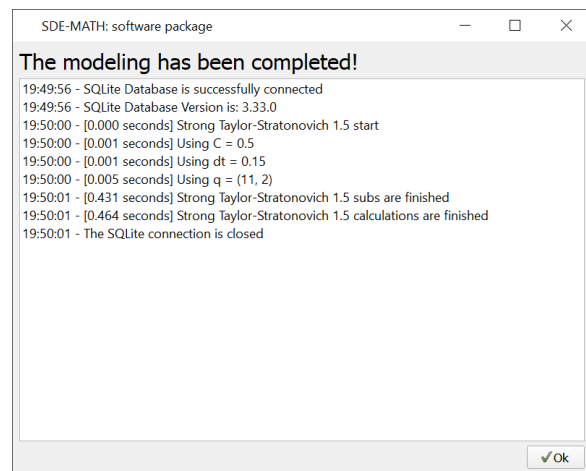 SDE-MATH: software package
The modeling has been completed!
19:49:56 - SQLite Database is successfully connected
19:49:56 - SQLite Database Version is: 3.33.0
19:50:00 - [0.000 seconds] Strong Taylor-Stratonovich 1.5 start
19:50:00 - [0.001 seconds] Using C = 0.5
19:50:00 - [0.001 seconds] Using dt = 0.15
19:50:00 - [0.005 seconds] Using q = (11, 2)
19:50:01 - [0.431 seconds] Strong Taylor-Stratonovich 1.5 subs are finished
19:50:01 - [0.464 seconds] Strong Taylor-Stratonovich 1.5 calculations are finished
19:50:01 - The SQLite connection is closed
Ok